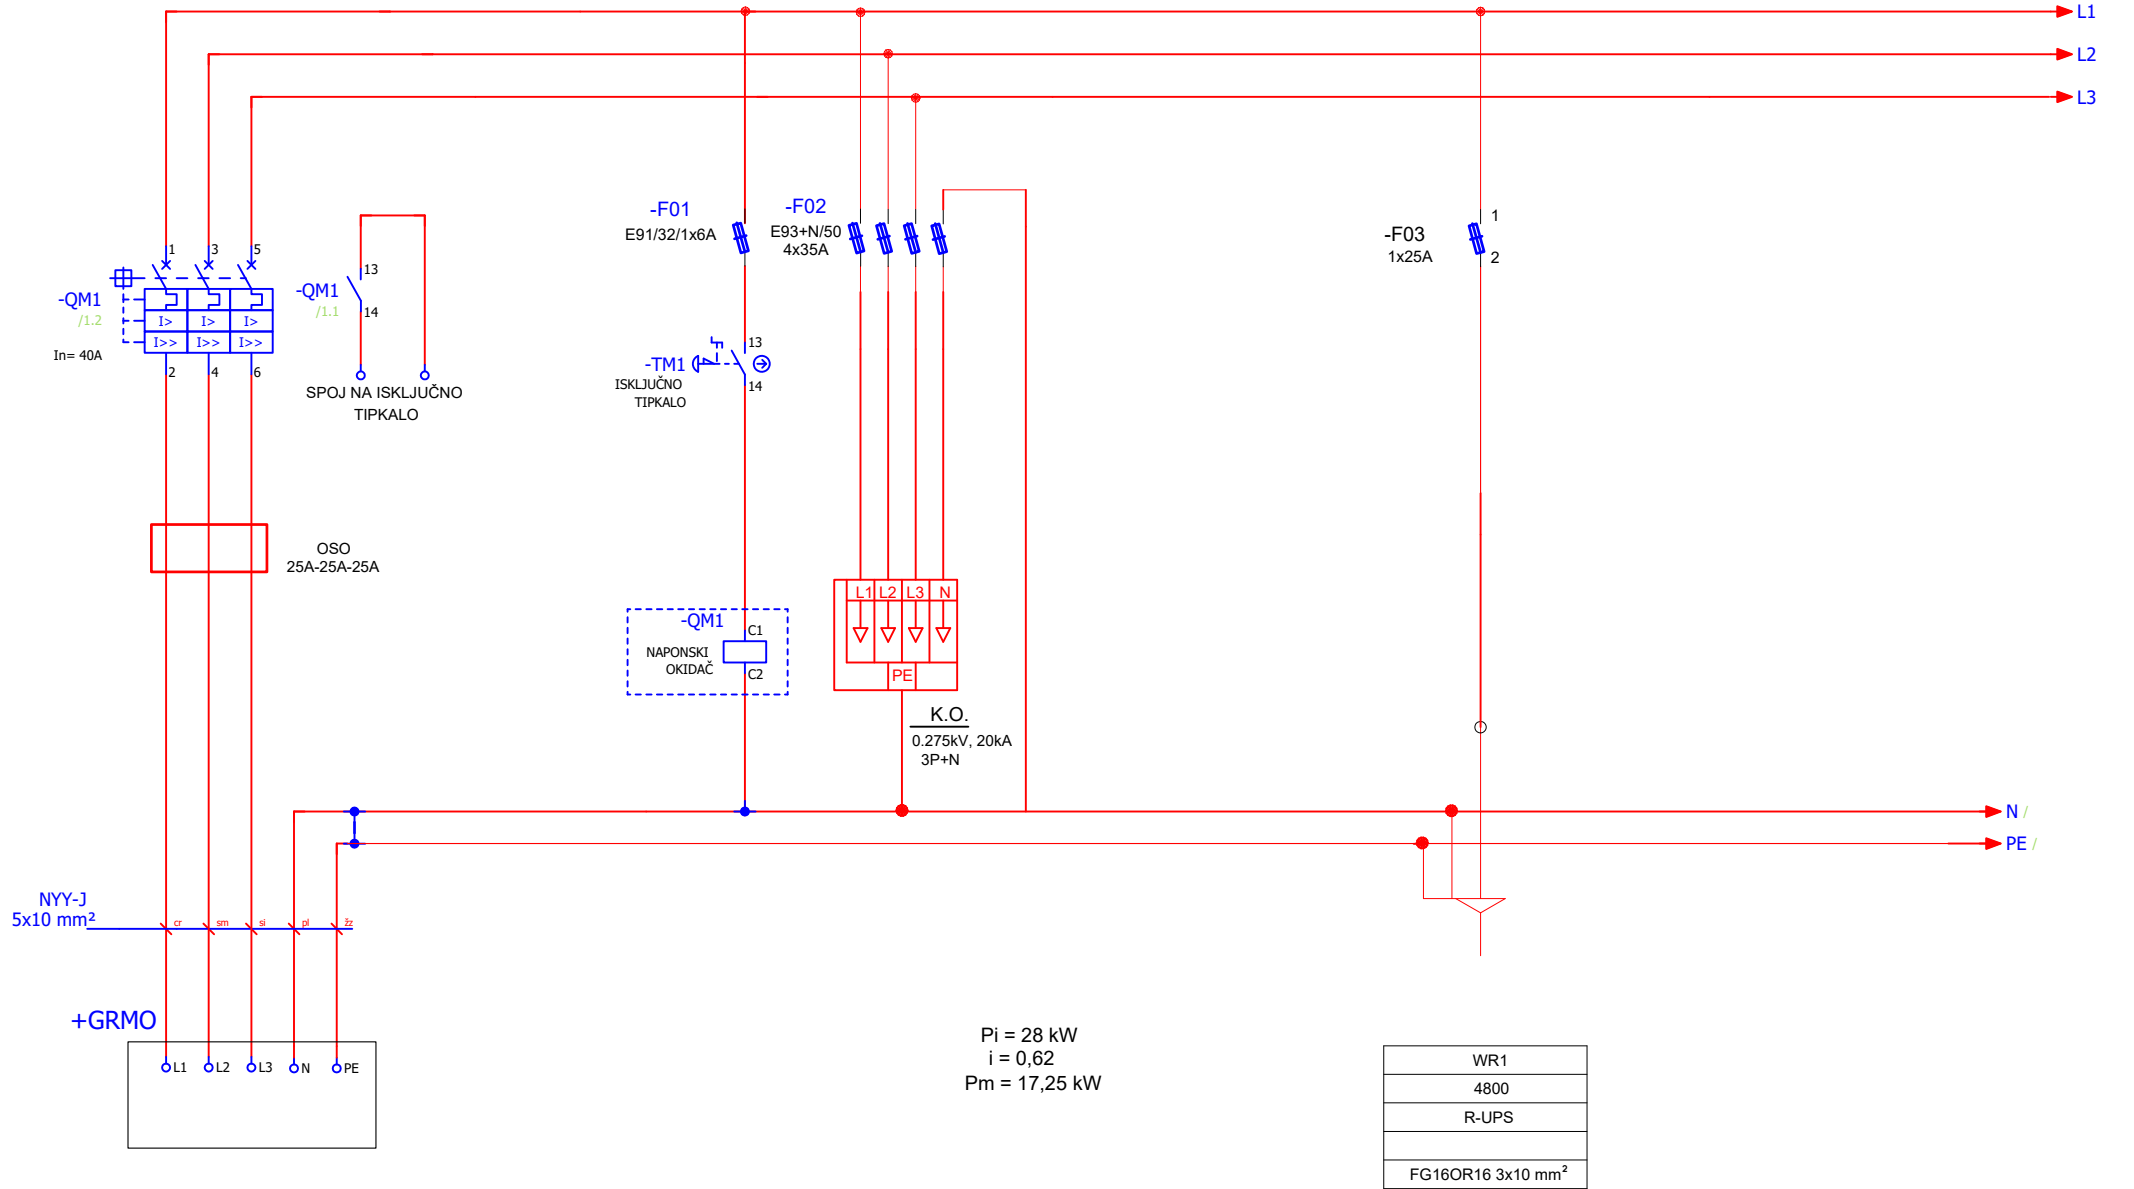 L1
L2
L3
-QM1
/1.2
In= 40A
1
3
5
I>
I>
I>
I>>
I>>
I>>
2
4
6
-QM1
/1.1
13
14
SPOJ NA ISKLJUČNO
TIPKALO
-F01
E91/32/1x6A
-F02
E93+N/50
4x35A
-F03
1x25A
1
2
-TM1
ISKLJUČNO
TIPKALO
13
14
OSO
25A-25A-25A
-QM1
NAPONSKI
OKIDAČ
C1
C2
L1
L2
L3
N
PE
K.O.
0.275kV, 20kA
3P+N
N /
PE /
NYY-J
5x10 mm²
cr
sm
si
pl
žz
+GRMO
L1
L2
L3
N
PE
Pi = 28 kW
i = 0,62
Pm = 17,25 kW
WR1
4800
R-UPS
FG16OR16 3x10 mm²